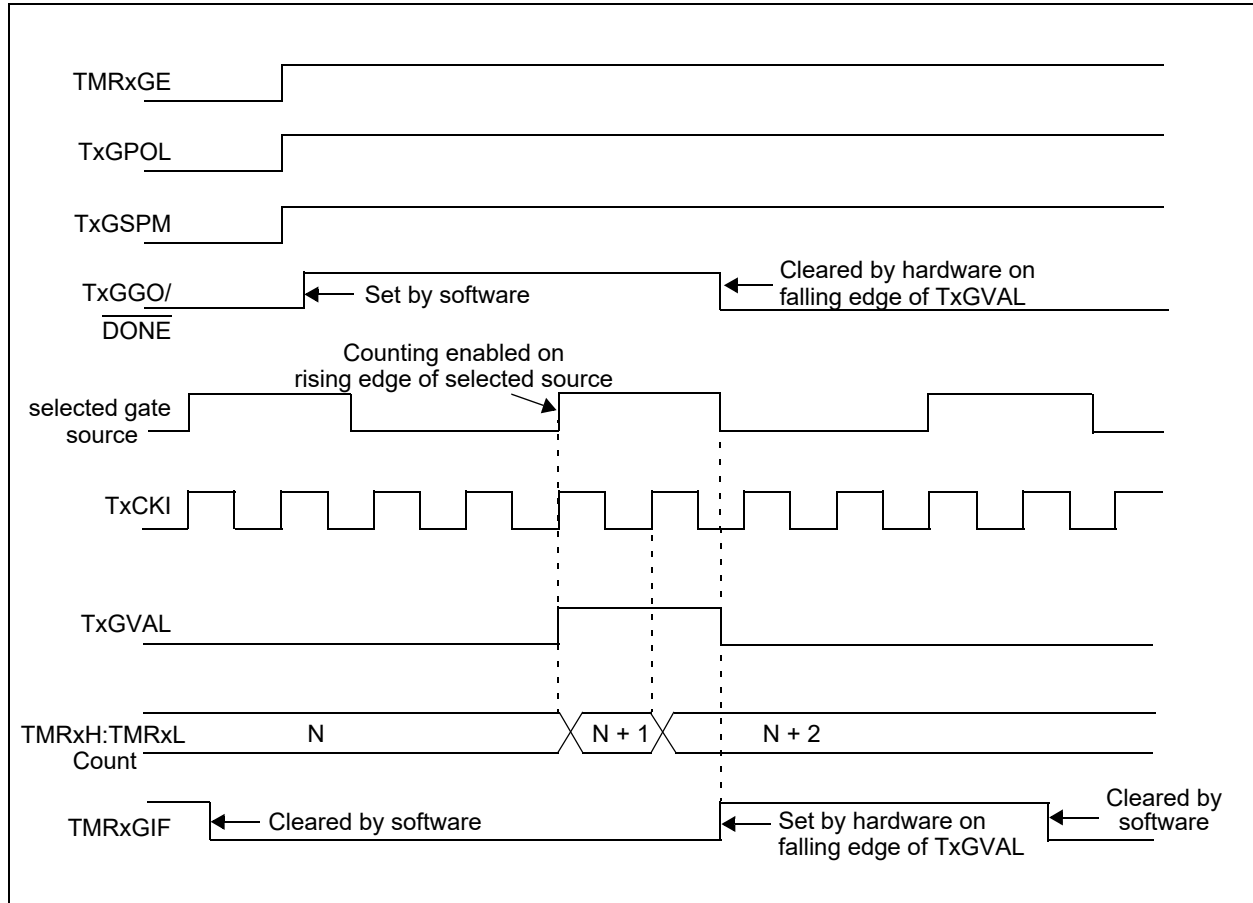 TMRxGE
TxGPOL
TxGSPM
TxGGO/
DONE
Set by software
Cleared by hardware on
falling edge of TxGVAL
Counting enabled on
rising edge of selected source
selected gate
source
TxCKI
TxGVAL
TMRxH:TMRxL
Count
N
N + 1
N + 2
TMRxGIF
Cleared by software
Set by hardware on
falling edge of TxGVAL
Cleared by
software